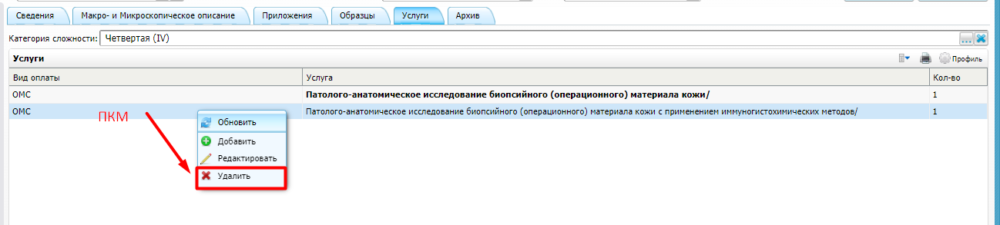 Сведения Макро- и Микроскопическое описание Приложения Образцы Услуги Архив
Категория сложности: Четвертая (IV) ...
Услуги Профиль
Вид оплаты Услуга Кол-во
ОМС Патолого-анатомическое исследование биопсийного (операционного) материала кожи/ 1
ОМС Патолого-анатомическое исследование биопсийного (операционного) материала кожи с применением иммуногистохимических методов/ 1
ПКМ
Обновить
Добавить
Редактировать
Удалить